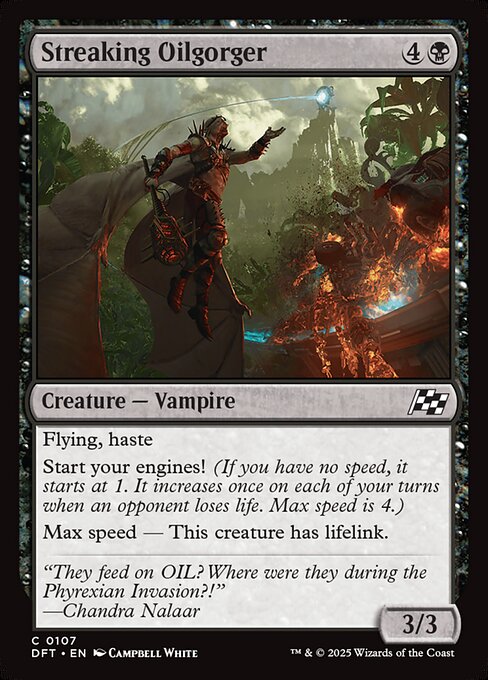 Streaking Oilgorger 4
Creature — Vampire
Flying, haste
Start your engines! (If you have no speed, it
starts at 1. It increases once on each of your turns
when an opponent loses life. Max speed is 4.)
Max speed — This creature has lifelink.
“They feed on OIL? Where were they during the
Phyrexian Invasion?!”
—Chandra Nalaar
3/3
C 0107
DFT • EN Campbell White
™ & © 2025 Wizards of the Coast